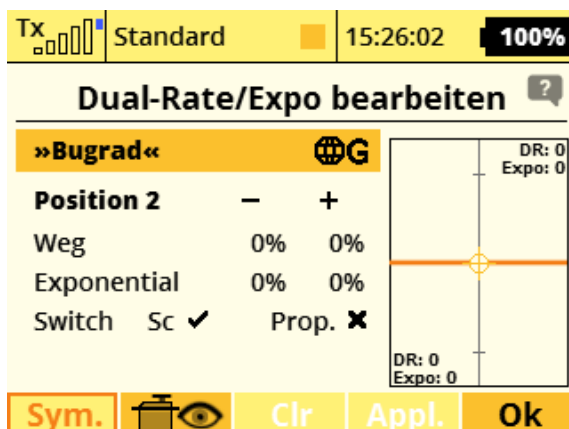 Tx Standard 15:26:02 100%
Dual-Rate/Expo bearbeiten ?
»Bugrad« G
Position 2 – +
Weg 0% 0%
Exponential 0% 0%
Switch Sc ✔ Prop. ✖
DR: 0
Expo: 0
DR: 0
Expo: 0
Sym. Clr Appl. Ok